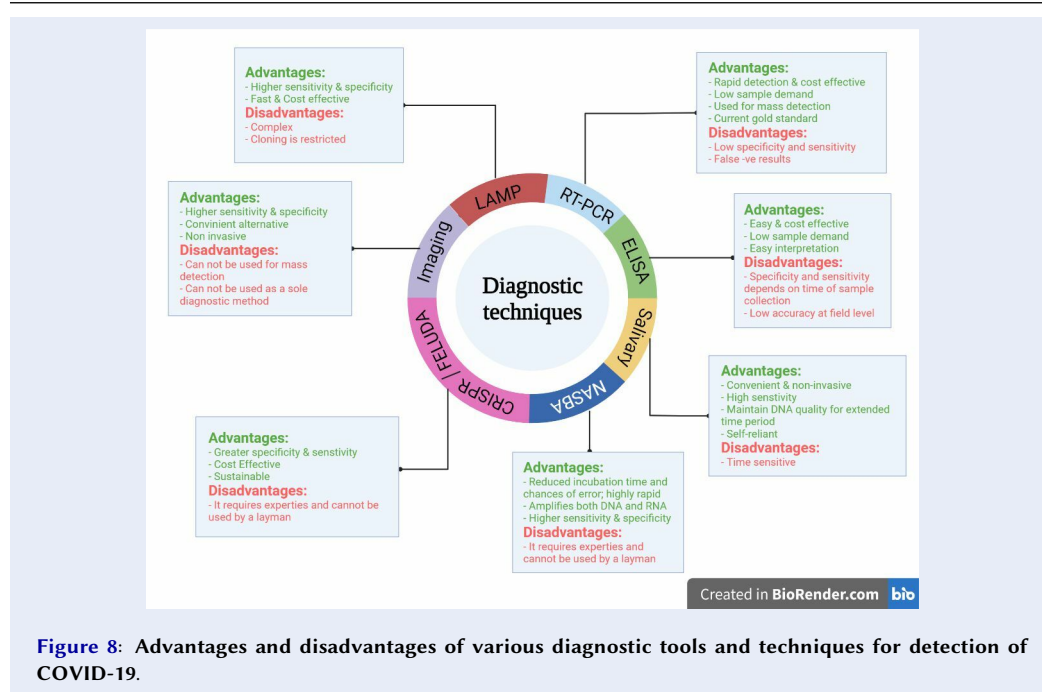 Advantages:
- Higher sensitivity & specificity
- Fast & Cost effective
Disadvantages:
- Complex
- Cloning is restricted
Advantages:
- Rapid detection & cost effective
- Low sample demand
- Used for mass detection
- Current gold standard
Disadvantages:
- Low specificity and sensitivity
- False -ve results
Advantages:
- Higher sensitivity & specificity
- Convinient alternative
- Non invasive
Disadvantages:
- Can not be used for mass
detection
- Can not be used as a sole
diagnostic method
LAMP
RT-PCR
Imaging
ELISA
Diagnostic
techniques
CRISPR / FELUDA
Salivary
NASBA
Advantages:
- Easy & cost effective
- Low sample demand
- Easy interpretation
Disadvantages:
- Specificity and sensitivity
depends on time of sample
collection
- Low accuracy at field level
Advantages:
- Convenient & non-invasive
- High senstivity
- Maintain DNA quality for extended
time period
- Self-reliant
Disadvantages:
- Time sensitive
Advantages:
- Greater specificity & senstivity
- Cost Effective
- Sustainable
Disadvantages:
- It requires experties and cannot be
used by a layman
Advantages:
- Reduced incubation time and
chances of error; highly rapid
- Amplifies both DNA and RNA
- Higher sensitivity & specificity
Disadvantages:
- It requires experties and
cannot be used by a layman
Created in BioRender.com bio
Figure 8: Advantages and disadvantages of various diagnostic tools and techniques for detection of
COVID-19.